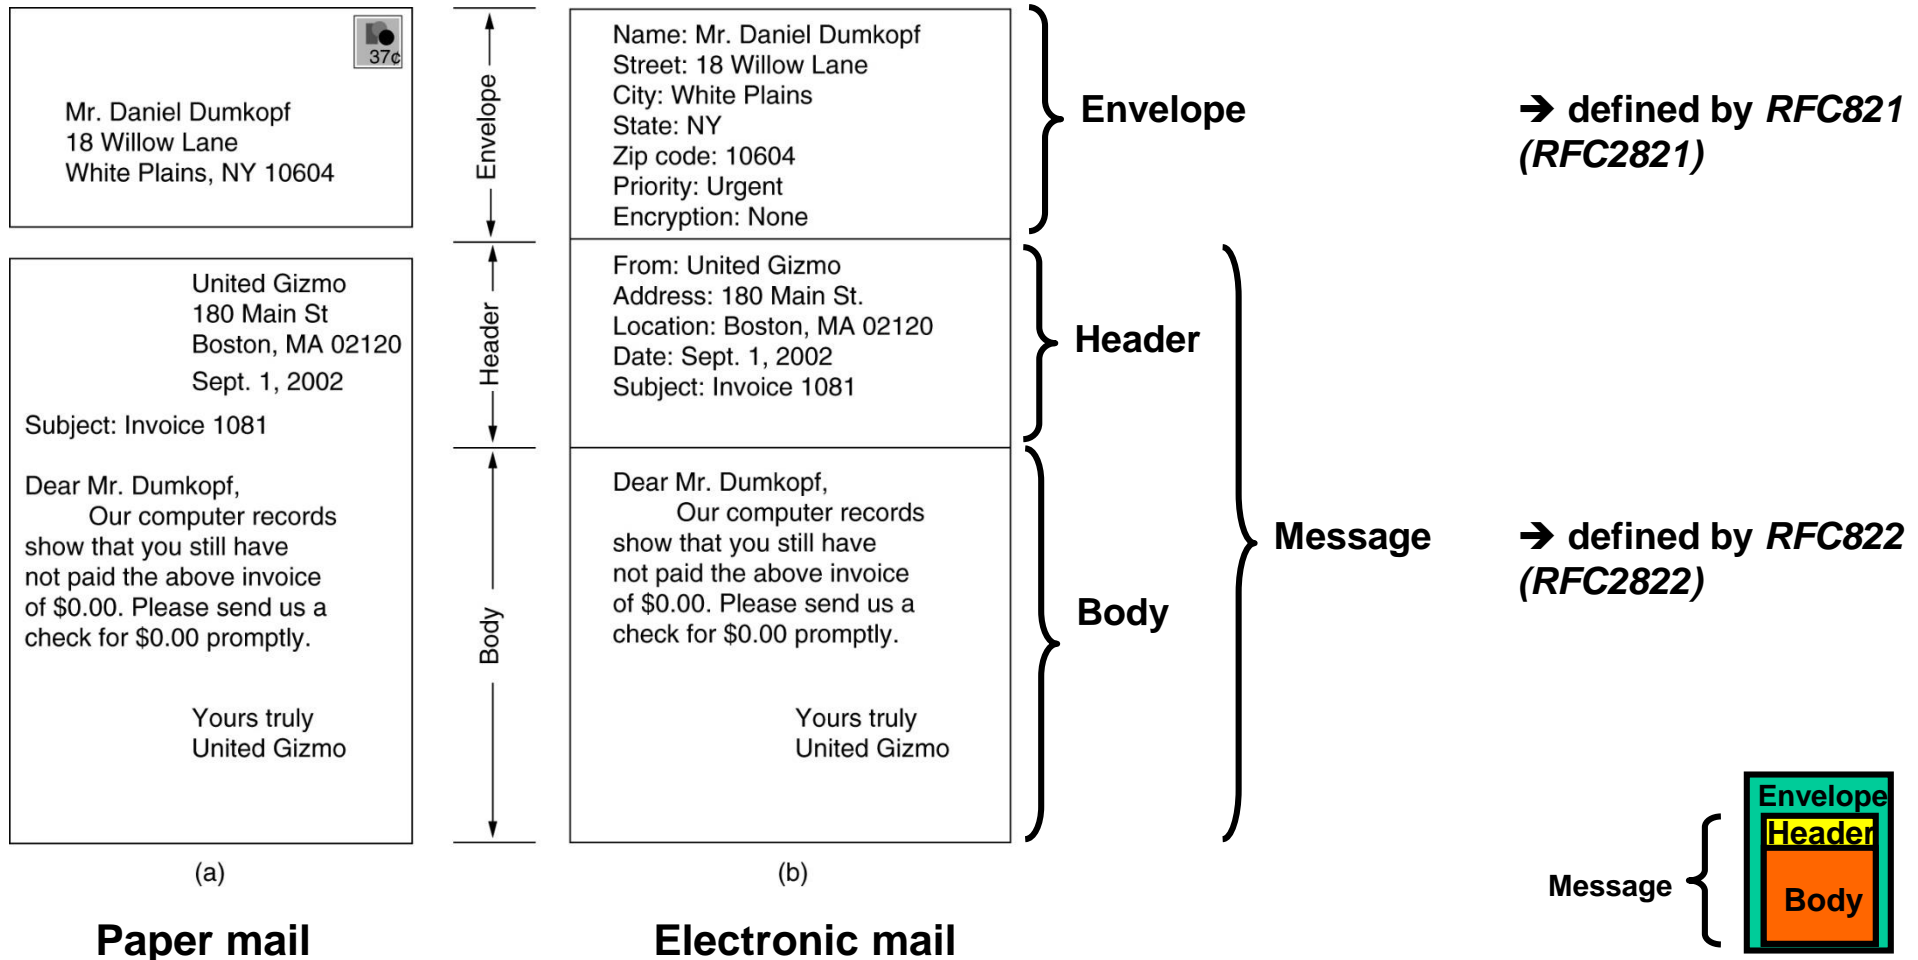 37¢
Mr. Daniel Dumkopf
18 Willow Lane
White Plains, NY 10604
United Gizmo
180 Main St
Boston, MA 02120
Sept. 1, 2002
Subject: Invoice 1081
Dear Mr. Dumkopf,
Our computer records
show that you still have
not paid the above invoice
of $0.00. Please send us a
check for $0.00 promptly.
Yours truly
United Gizmo
(a)
Paper mail
Envelope
Header
Body
Name: Mr. Daniel Dumkopf
Street: 18 Willow Lane
City: White Plains
State: NY
Zip code: 10604
Priority: Urgent
Encryption: None
From: United Gizmo
Address: 180 Main St.
Location: Boston, MA 02120
Date: Sept. 1, 2002
Subject: Invoice 1081
Dear Mr. Dumkopf,
Our computer records
show that you still have
not paid the above invoice
of $0.00. Please send us a
check for $0.00 promptly.
Yours truly
United Gizmo
(b)
Electronic mail
Envelope
Header
Body
Message
➔ defined by RFC821
(RFC2821)
➔ defined by RFC822
(RFC2822)
Message
Envelope
Header
Body